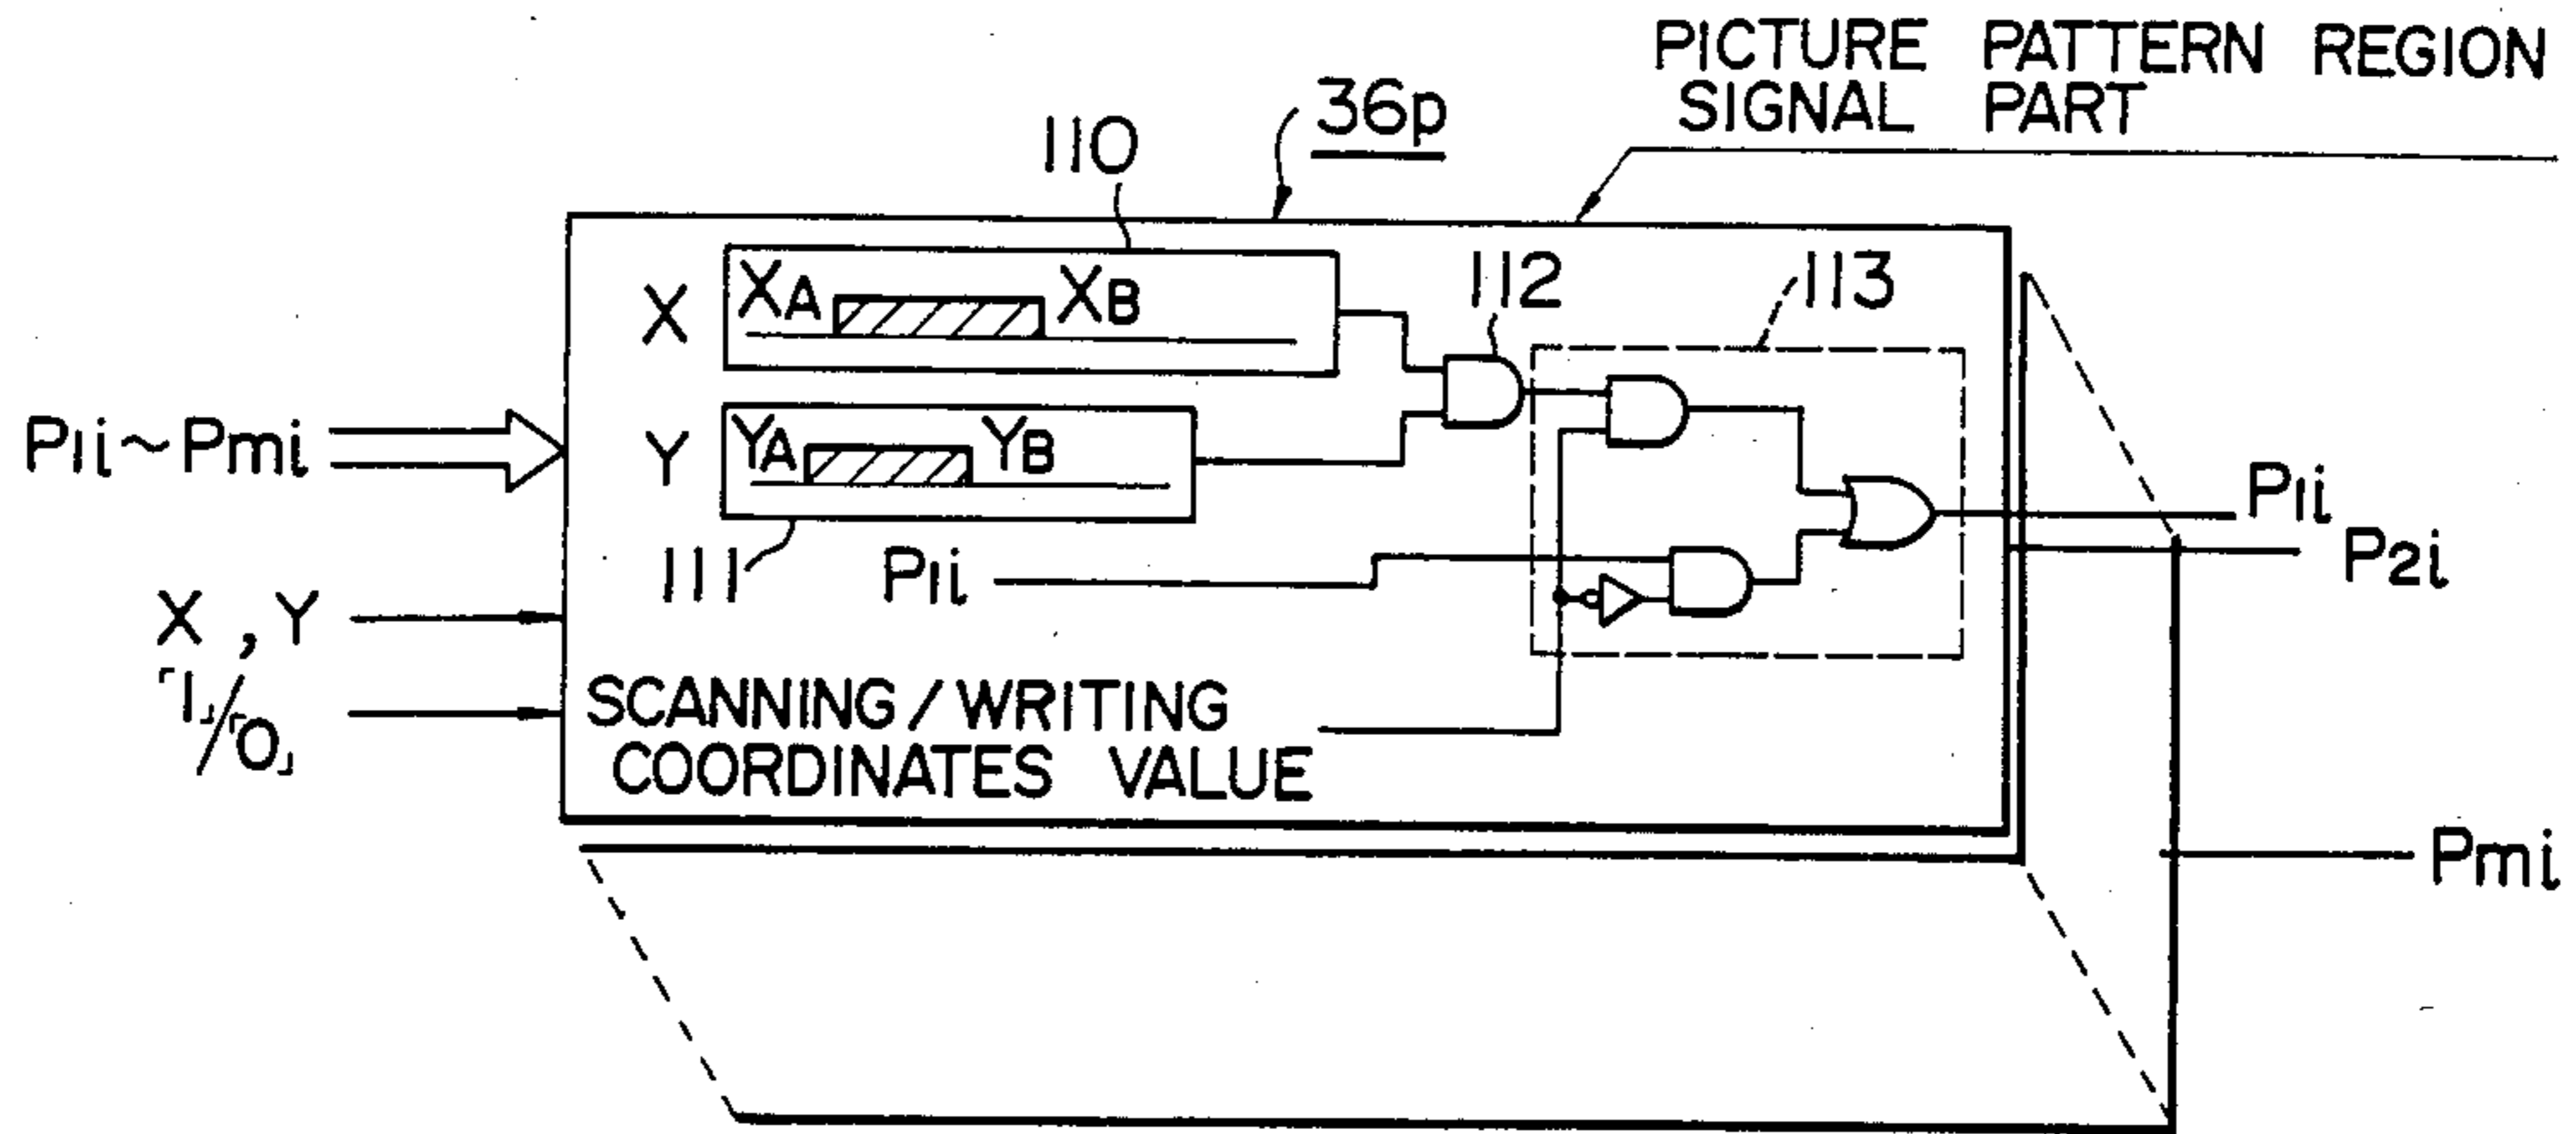 PICTURE PATTERN REGION
SIGNAL PART
36p
110
X
XA
XB
112
113
P1i~Pmi
Y
YA
YB
111
P1i
P1i
P2i
X, Y
「1」/「0」
SCANNING/WRITING
COORDINATES VALUE
Pmi